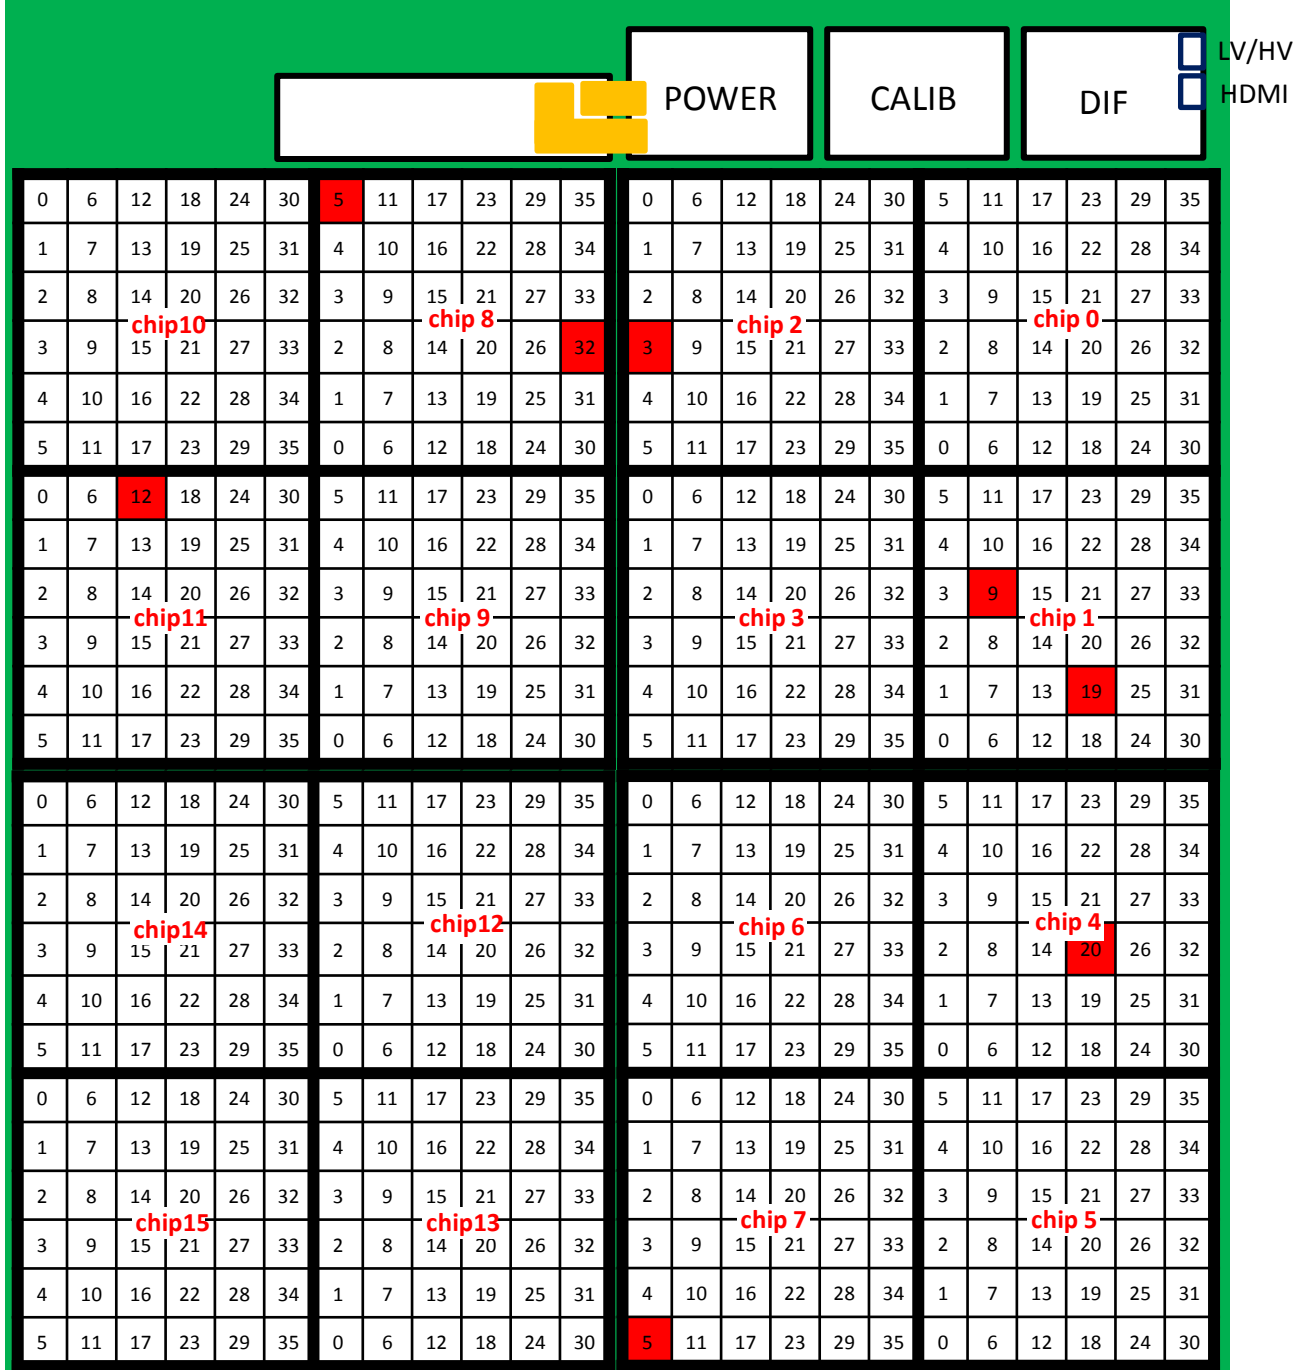 LV/HV
POWER CALIB DIF HDMI
0 6 12 18 24 30 5 11 17 23 29 35 0 6 12 18 24 30 5 11 17 23 29 35
1 7 13 19 25 31 4 10 16 22 28 34 1 7 13 19 25 31 4 10 16 22 28 34
2 8 14 20 26 32 3 9 15 21 27 33 2 8 14 20 26 32 3 9 15 21 27 33
chip10 chip 8 chip 2 chip 0
3 9 15 21 27 33 2 8 14 20 26 32 3 9 15 21 27 33 2 8 14 20 26 32
4 10 16 22 28 34 1 7 13 19 25 31 4 10 16 22 28 34 1 7 13 19 25 31
5 11 17 23 29 35 0 6 12 18 24 30 5 11 17 23 29 35 0 6 12 18 24 30
0 6 12 18 24 30 5 11 17 23 29 35 0 6 12 18 24 30 5 11 17 23 29 35
1 7 13 19 25 31 4 10 16 22 28 34 1 7 13 19 25 31 4 10 16 22 28 34
2 8 14 20 26 32 3 9 15 21 27 33 2 8 14 20 26 32 3 9 15 21 27 33
chip11 chip 9 chip 3 chip 1
3 9 15 21 27 33 2 8 14 20 26 32 3 9 15 21 27 33 2 8 14 20 26 32
4 10 16 22 28 34 1 7 13 19 25 31 4 10 16 22 28 34 1 7 13 19 25 31
5 11 17 23 29 35 0 6 12 18 24 30 5 11 17 23 29 35 0 6 12 18 24 30
0 6 12 18 24 30 5 11 17 23 29 35 0 6 12 18 24 30 5 11 17 23 29 35
1 7 13 19 25 31 4 10 16 22 28 34 1 7 13 19 25 31 4 10 16 22 28 34
2 8 14 20 26 32 3 9 15 21 27 33 2 8 14 20 26 32 3 9 15 21 27 33
chip14 chip12 chip 6 chip 4
3 9 15 21 27 33 2 8 14 20 26 32 3 9 15 21 27 33 2 8 14 20 26 32
4 10 16 22 28 34 1 7 13 19 25 31 4 10 16 22 28 34 1 7 13 19 25 31
5 11 17 23 29 35 0 6 12 18 24 30 5 11 17 23 29 35 0 6 12 18 24 30
0 6 12 18 24 30 5 11 17 23 29 35 0 6 12 18 24 30 5 11 17 23 29 35
1 7 13 19 25 31 4 10 16 22 28 34 1 7 13 19 25 31 4 10 16 22 28 34
2 8 14 20 26 32 3 9 15 21 27 33 2 8 14 20 26 32 3 9 15 21 27 33
chip15 chip13 chip 7 chip 5
3 9 15 21 27 33 2 8 14 20 26 32 3 9 15 21 27 33 2 8 14 20 26 32
4 10 16 22 28 34 1 7 13 19 25 31 4 10 16 22 28 34 1 7 13 19 25 31
5 11 17 23 29 35 0 6 12 18 24 30 5 11 17 23 29 35 0 6 12 18 24 30